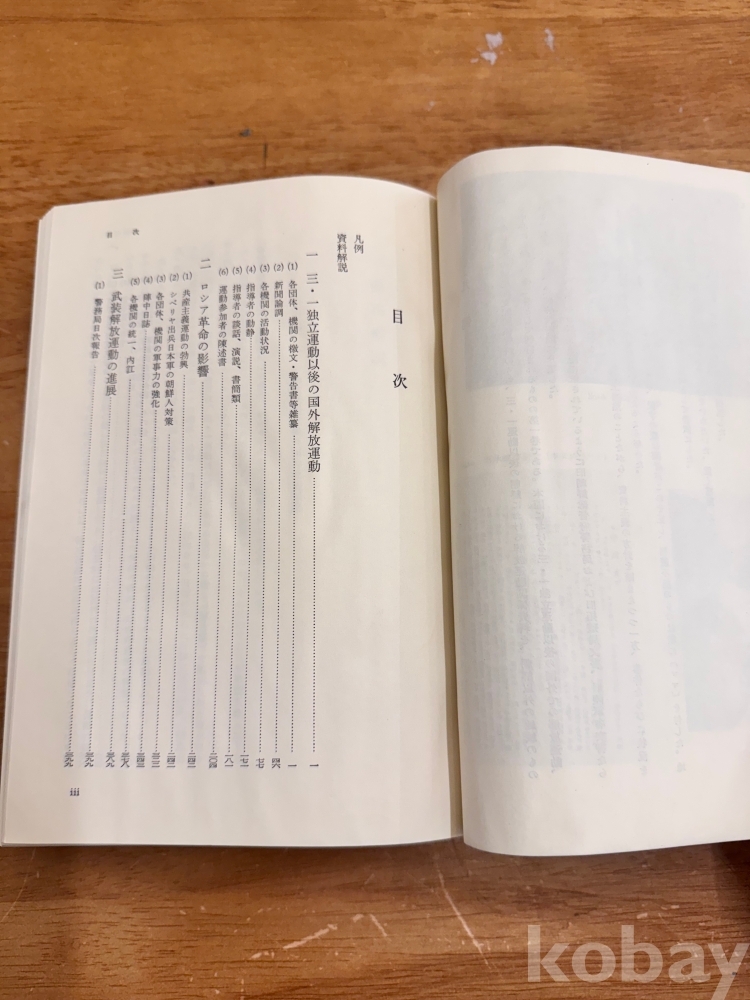 目次
凡例
資料解説
一 三・一独立運動以後の国外解放運動……一
(1) 各団体、機関の檄文・警告書等雑纂……一
(2) 新聞論調
(3) 各機関の活動状況
(4) 指導者の動静
(5) 指導者の談話、演説、書簡類
(6) 運動参加者の陳述書
二 ロシア革命の影響
(1) 共産主義運動の勃興
(2) シベリヤ出兵日本軍の朝鮮人対策
(3) 各団体、機関の軍事力の強化
(4) 陣中日誌
(5) 各機関の統一、内訌
三 武装解放運動の進展
(1) 警務局日次報告
目次
iii
kobay